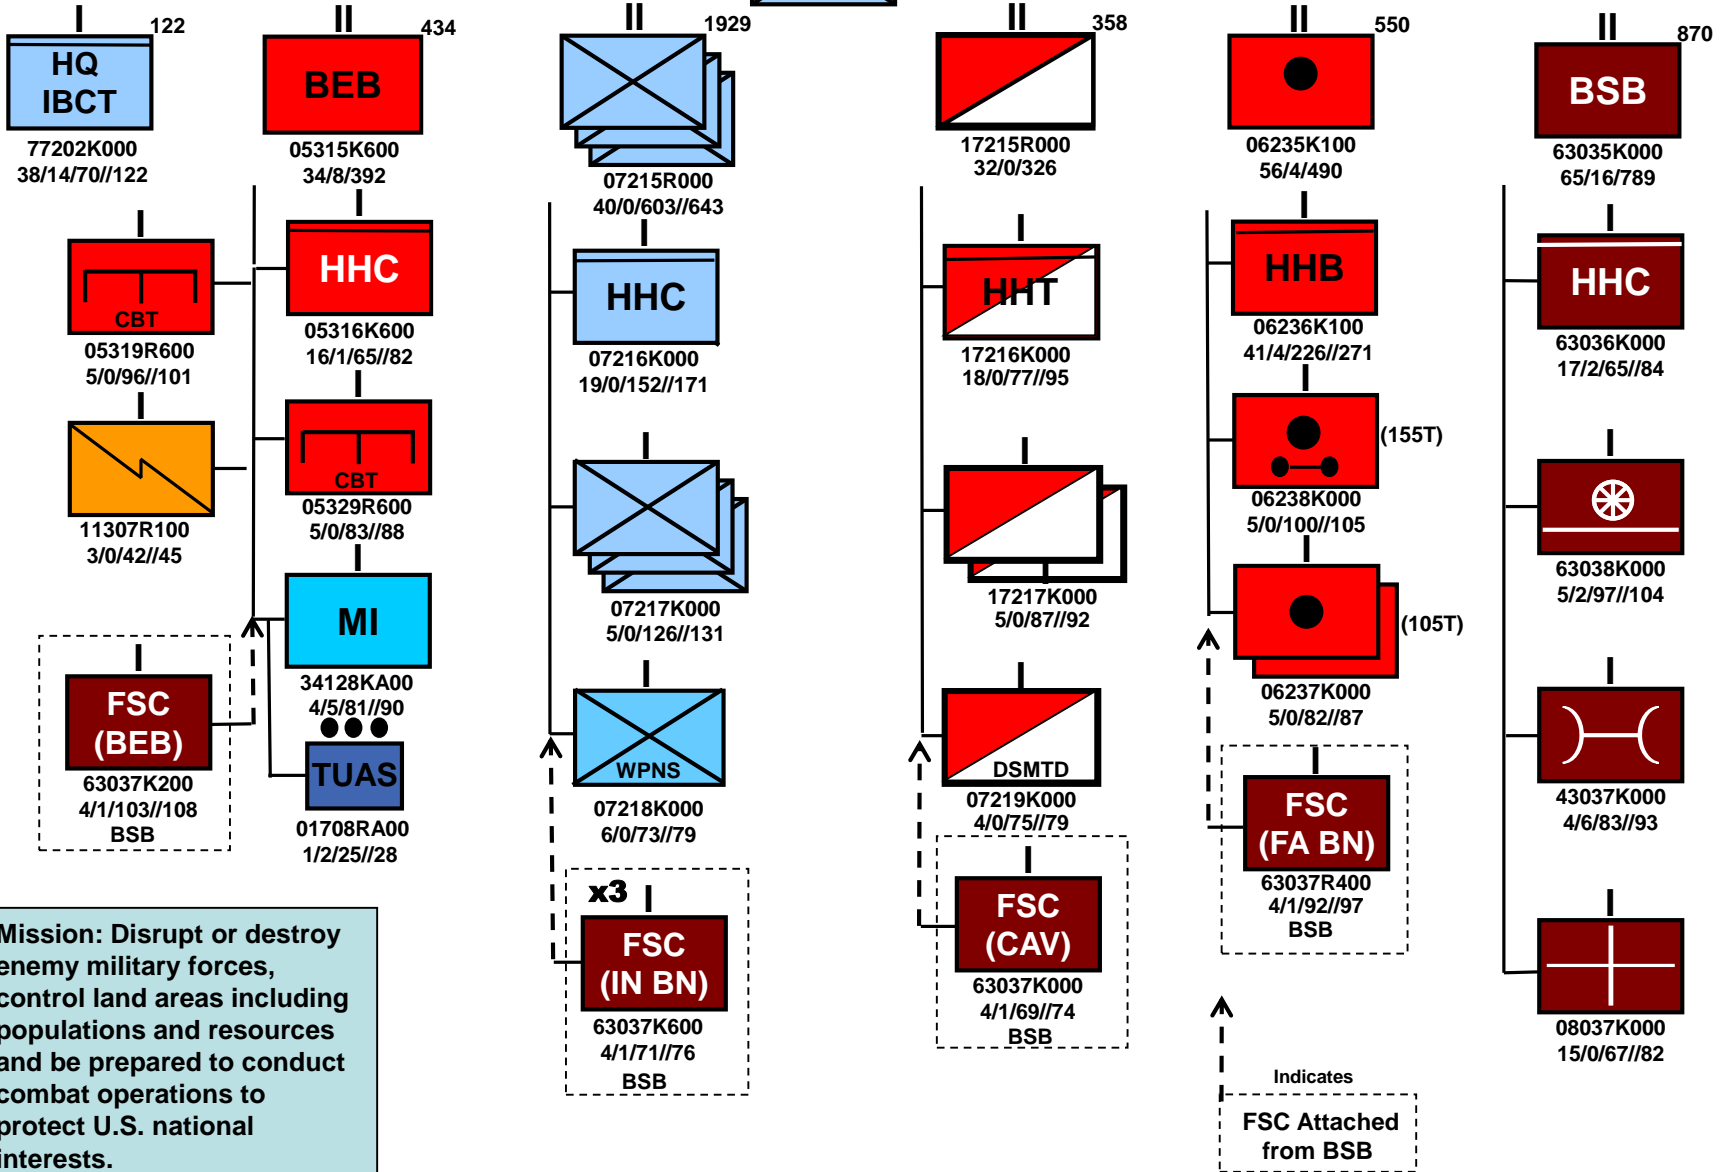 122
HQ
IBCT
77202K000
38/14/70//122
434
BEB
05315K600
34/8/392
CBT
05319R600
5/0/96//101
11307R100
3/0/42//45
HHC
05316K600
16/1/65//82
CBT
05329R600
5/0/83//88
MI
34128KA00
4/5/81//90
TUAS
01708RA00
1/2/25//28
FSC
(BEB)
63037K200
4/1/103//108
BSB
1929
07215R000
40/0/603//643
HHC
07216K000
19/0/152//171
07217K000
5/0/126//131
WPNS
07218K000
6/0/73//79
x3
FSC
(IN BN)
63037K600
4/1/71//76
BSB
358
17215R000
32/0/326
HHT
17216K000
18/0/77//95
17217K000
5/0/87//92
DSMTD
07219K000
4/0/75//79
FSC
(CAV)
63037K000
4/1/69//74
BSB
550
06235K100
56/4/490
HHB
06236K100
41/4/226//271
(155T)
06238K000
5/0/100//105
(105T)
06237K000
5/0/82//87
FSC
(FA BN)
63037R400
4/1/92//97
BSB
870
BSB
63035K000
65/16/789
HHC
63036K000
17/2/65//84
63038K000
5/2/97//104
43037K000
4/6/83//93
08037K000
15/0/67//82
Mission: Disrupt or destroy
enemy military forces,
control land areas including
populations and resources
and be prepared to conduct
combat operations to
protect U.S. national
interests.
Indicates
FSC Attached
from BSB